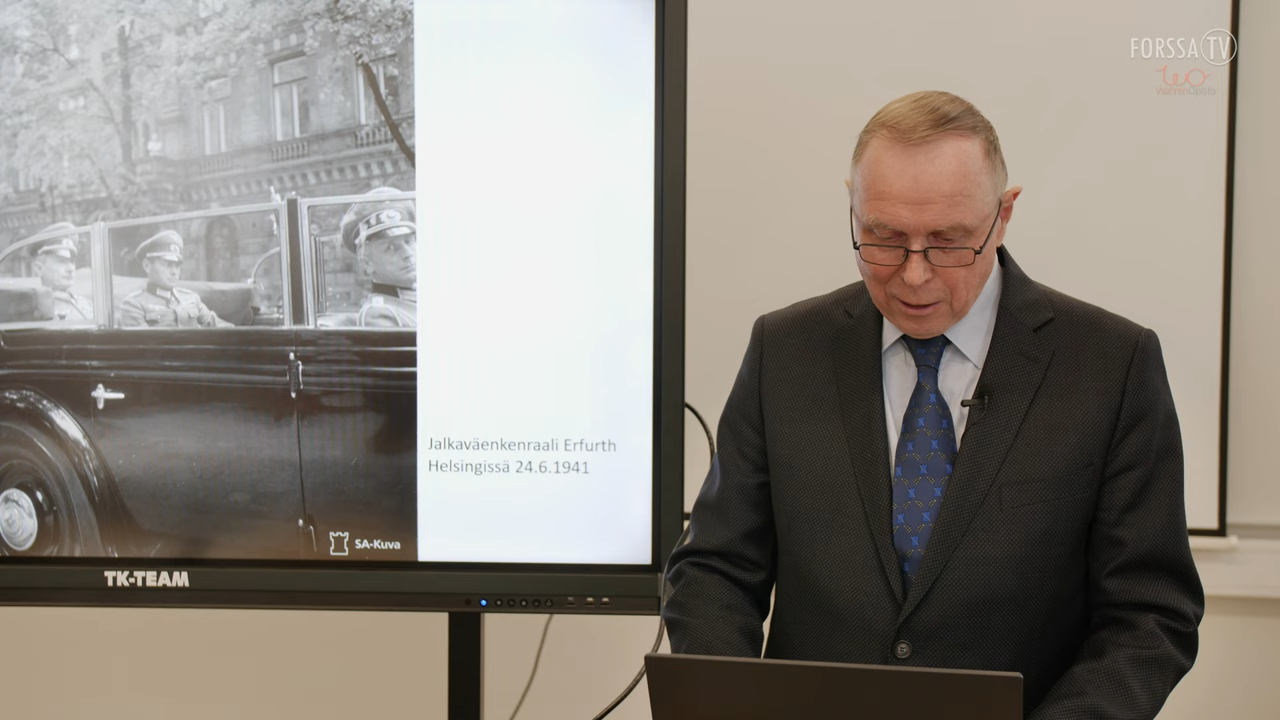 FORSSA TV
Jalkaväenkenraali Erfurth
Helsingissä 24.6.1941
SA-Kuva
TK-TEAM